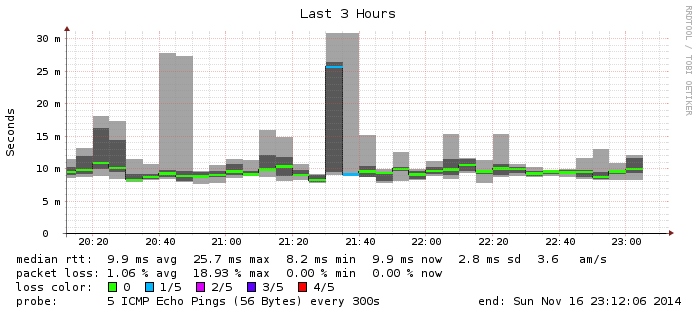 Last 3 Hours
RRDTOOL / TOBI OETIKER
Seconds
30 m
25 m
20 m
15 m
10 m
5 m
0
20:20 20:40 21:00 21:20 21:40 22:00 22:20 22:40 23:00
median rtt: 9.9 ms avg 25.7 ms max 8.2 ms min 9.9 ms now 2.8 ms sd 3.6 am/s
packet loss: 1.06 % avg 18.93 % max 0.00 % min 0.00 % now
loss color: 0 1/5 2/5 3/5 4/5
probe: 5 ICMP Echo Pings (56 Bytes) every 300s end: Sun Nov 16 23:12:06 2014